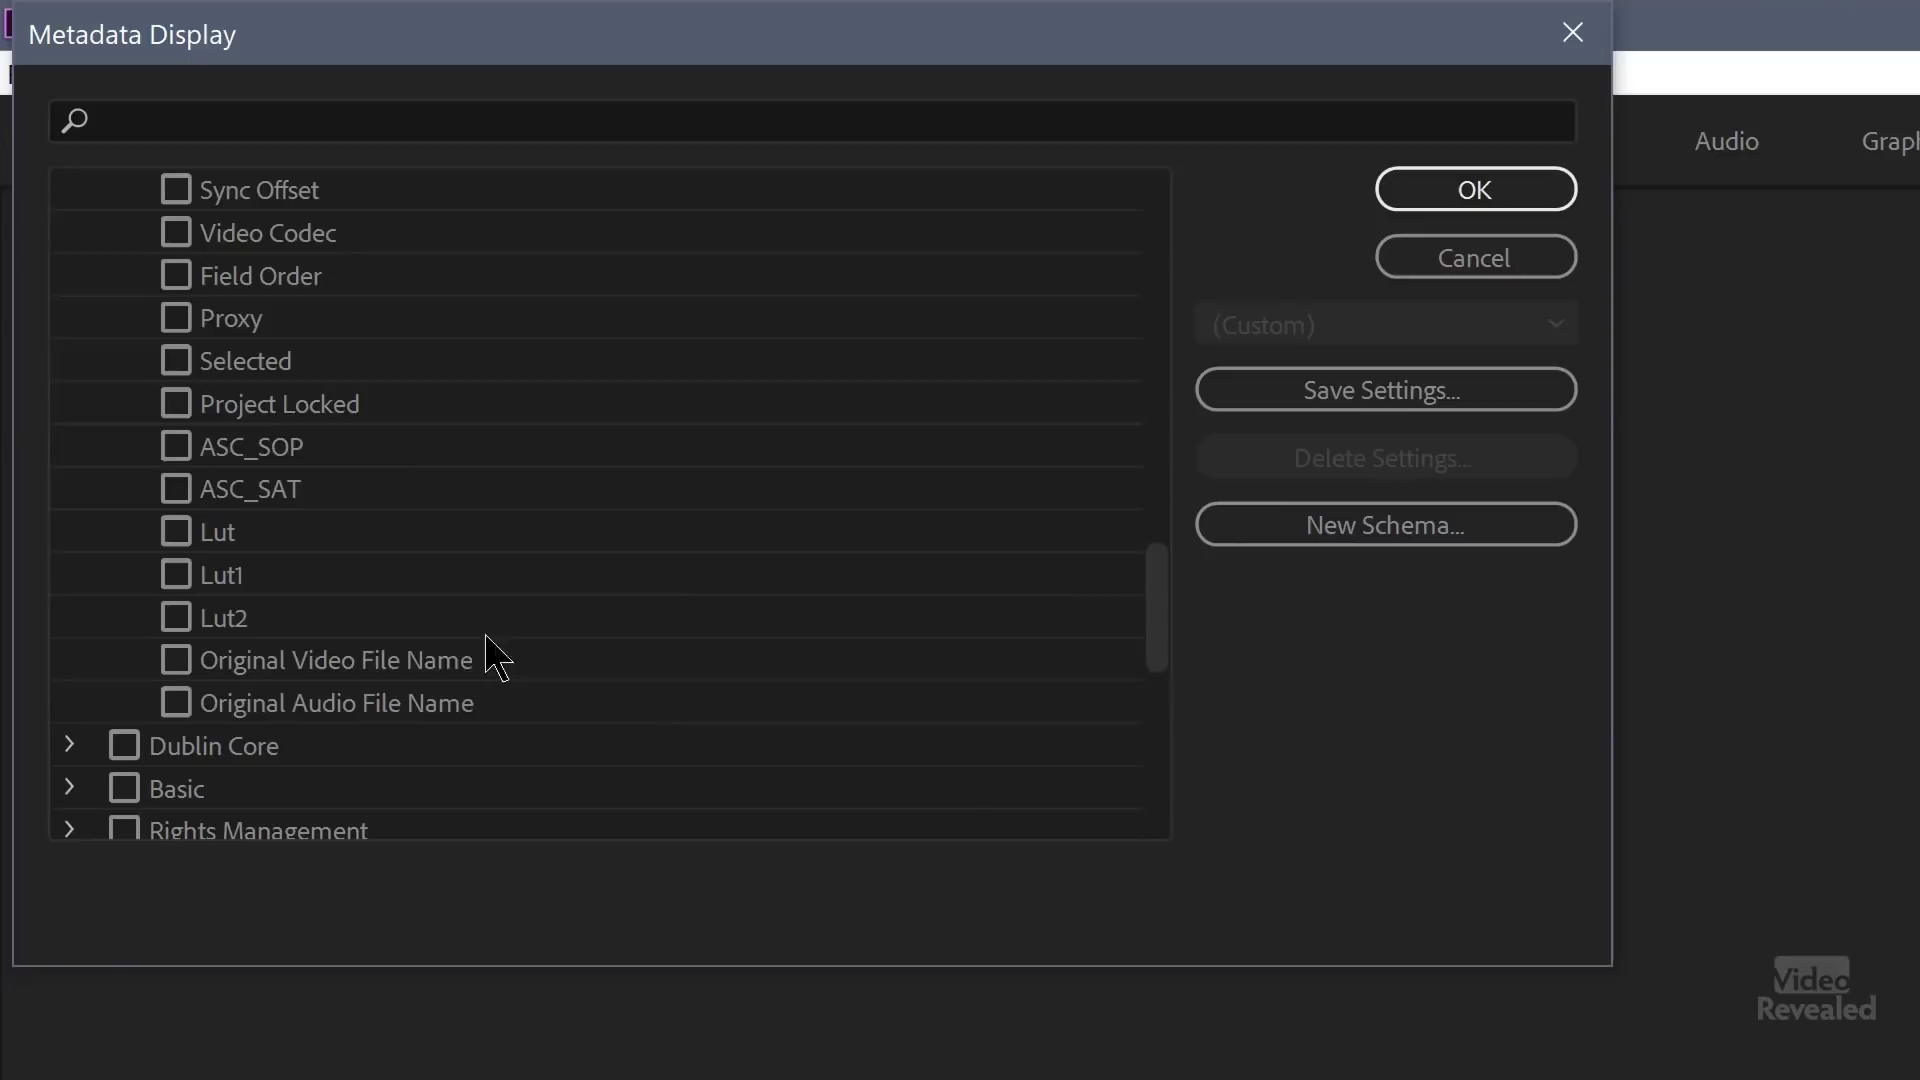 Metadata Display
Audio
Graph
Sync Offset
Video Codec
Field Order
Proxy
Selected
Project Locked
ASC_SOP
ASC_SAT
Lut
Lut1
Lut2
Original Video File Name
Original Audio File Name
Dublin Core
Basic
Rights Management
OK
Cancel
(Custom)
Save Settings...
Delete Settings...
New Schema...
Video
Revealed